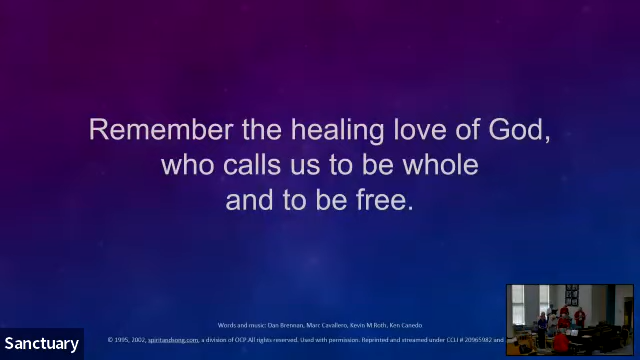 Remember the healing love of God,
who calls us to be whole
and to be free.
Words and music: Dan Brennan, Marc Cavallero, Kevin M Roth, Ken Canedo
© 1995, 2002, spiritandsong.com, a division of OCP. All rights reserved. Used with permission. Reprinted and streamed under CCLI # 20965982 and
Sanctuary